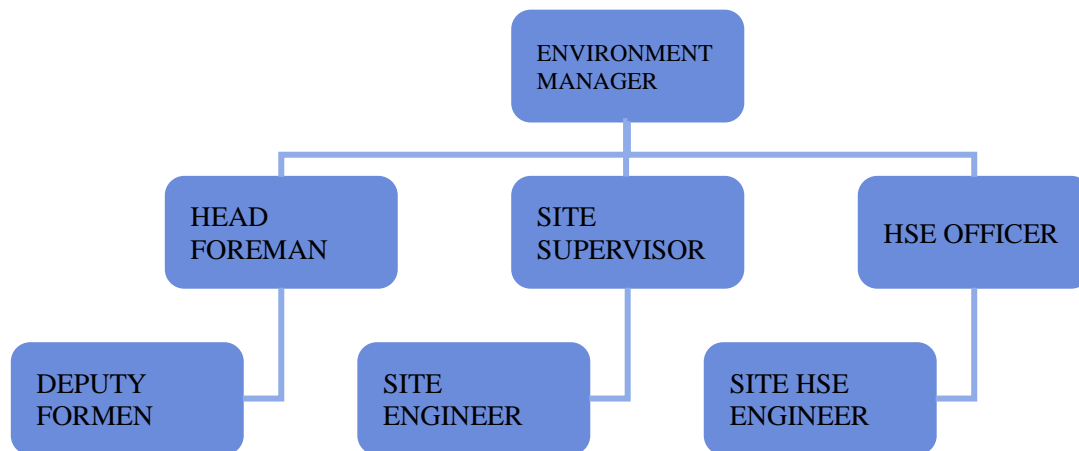 ENVIRONMENT
MANAGER
HEAD
FOREMAN
SITE
SUPERVISOR
HSE OFFICER
DEPUTY
FORMEN
SITE
ENGINEER
SITE HSE
ENGINEER